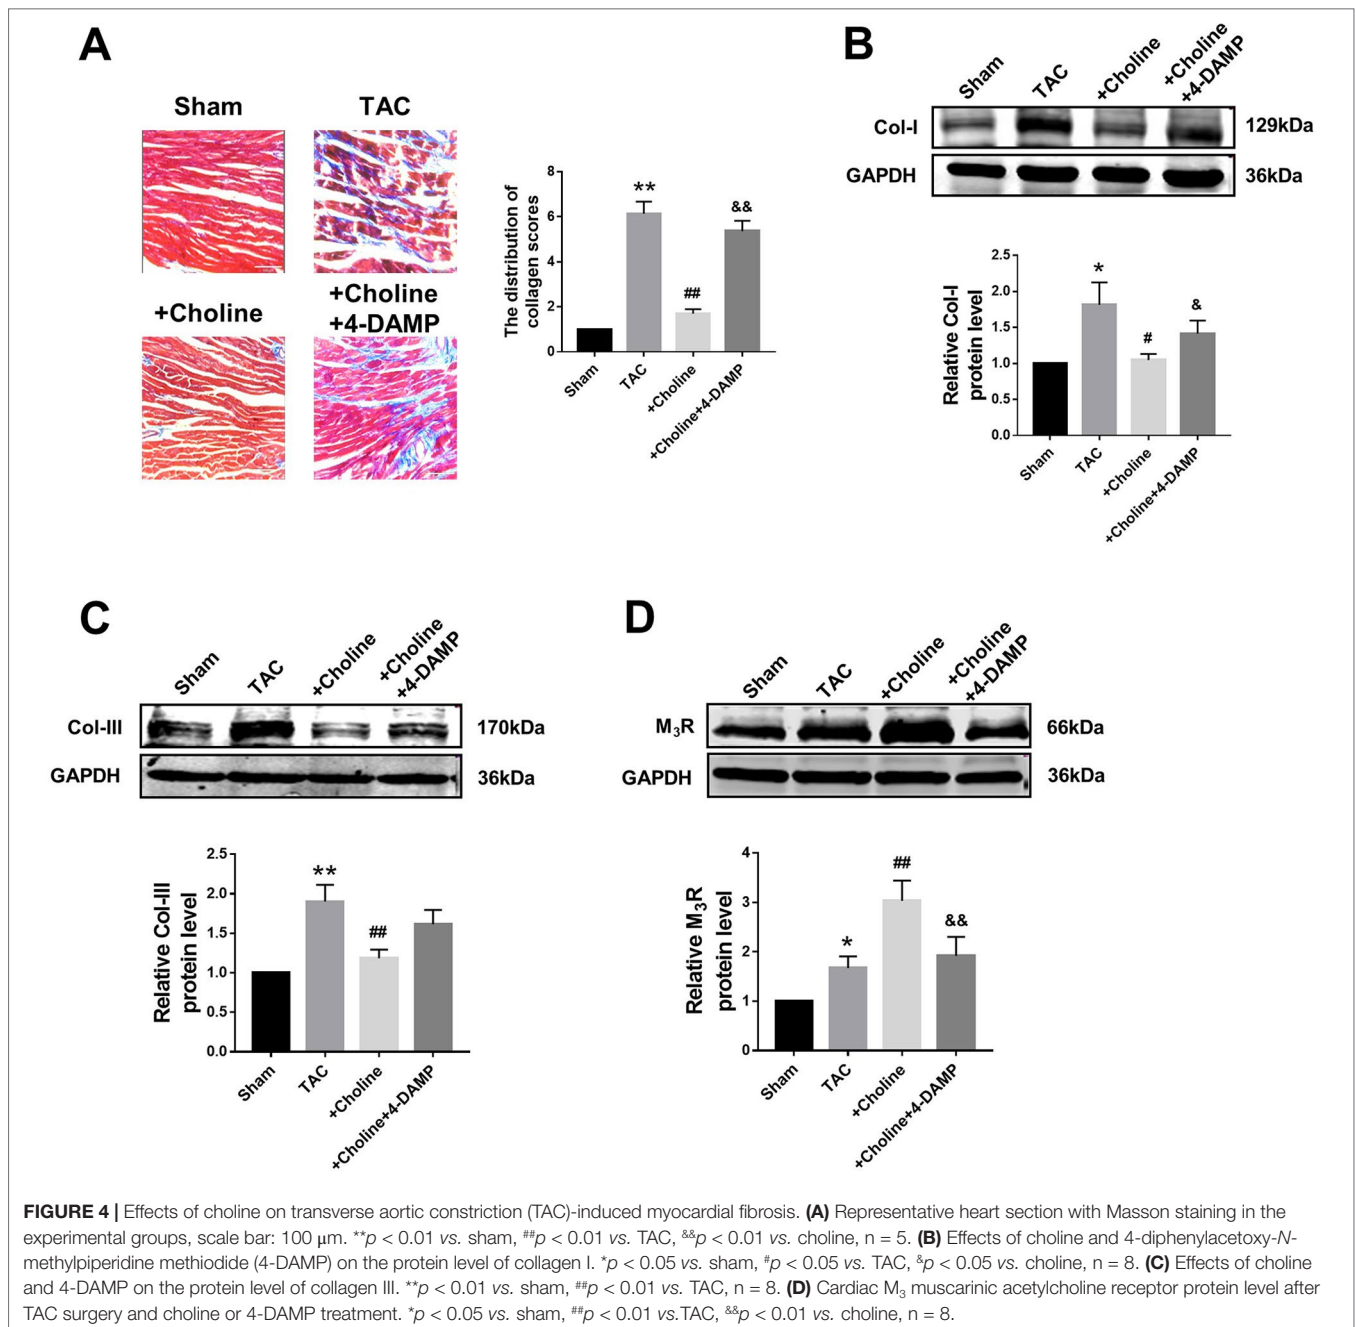 A
Sham
TAC
+Choline
+Choline
+4-DAMP
The distribution of
collagen scores
8
6
4
2
0
**
##
&&
Sham
TAC
+Choline
+Choline+4-DAMP
B
Sham
TAC
+Choline
+Choline
+4-DAMP
Col-I
129kDa
GAPDH
36kDa
Relative Col-I
protein level
2.5
2.0
1.5
1.0
0.5
0.0
*
#
&
Sham
TAC
+Choline
+Choline+4-DAMP
C
Sham
TAC
+Choline
+Choline
+4-DAMP
Col-III
170kDa
GAPDH
36kDa
Relative Col-III
protein level
2.5
2.0
1.5
1.0
0.5
0.0
**
##
Sham
TAC
+Choline
+Choline+4-DAMP
D
Sham
TAC
+Choline
+Choline
+4-DAMP
M₃R
66kDa
GAPDH
36kDa
Relative M₃R
protein level
4
3
2
1
0
*
##
&&
Sham
TAC
+Choline
+Choline+4-DAMP
FIGURE 4 | Effects of choline on transverse aortic constriction (TAC)-induced myocardial fibrosis. (A) Representative heart section with Masson staining in the
experimental groups, scale bar: 100 μm. **p < 0.01 vs. sham, ##p < 0.01 vs. TAC, &&p < 0.01 vs. choline, n = 5. (B) Effects of choline and 4-diphenylacetoxy-N-
methylpiperidine methiodide (4-DAMP) on the protein level of collagen I. *p < 0.05 vs. sham, #p < 0.05 vs. TAC, &p < 0.05 vs. choline, n = 8. (C) Effects of choline
and 4-DAMP on the protein level of collagen III. **p < 0.01 vs. sham, ##p < 0.01 vs. TAC, n = 8. (D) Cardiac M₃ muscarinic acetylcholine receptor protein level after
TAC surgery and choline or 4-DAMP treatment. *p < 0.05 vs. sham, ##p < 0.01 vs.TAC, &&p < 0.01 vs. choline, n = 8.